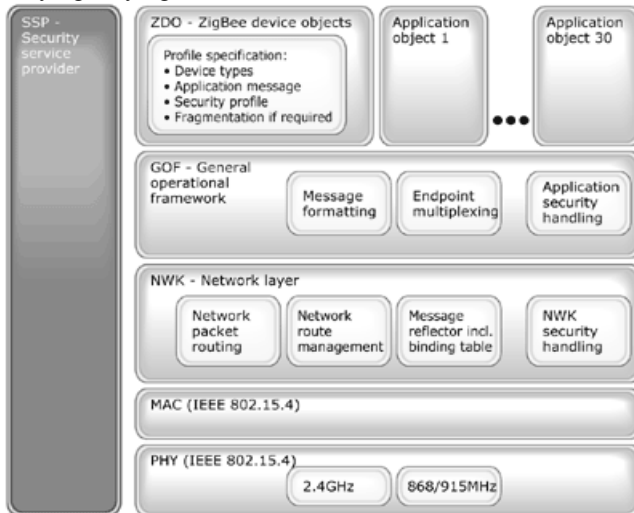 SSP -
Security
service
provider
ZDO - ZigBee device objects
Profile specification:
• Device types
• Application message
• Security profile
• Fragmentation if required
Application
object 1
•••
Application
object 30
GOF - General
operational
framework
Message
formatting
Endpoint
multiplexing
Application
security
handling
NWK - Network layer
Network
packet
routing
Network
route
management
Message
reflector incl.
binding table
NWK
security
handling
MAC (IEEE 802.15.4)
PHY (IEEE 802.15.4)
2.4GHz
868/915MHz